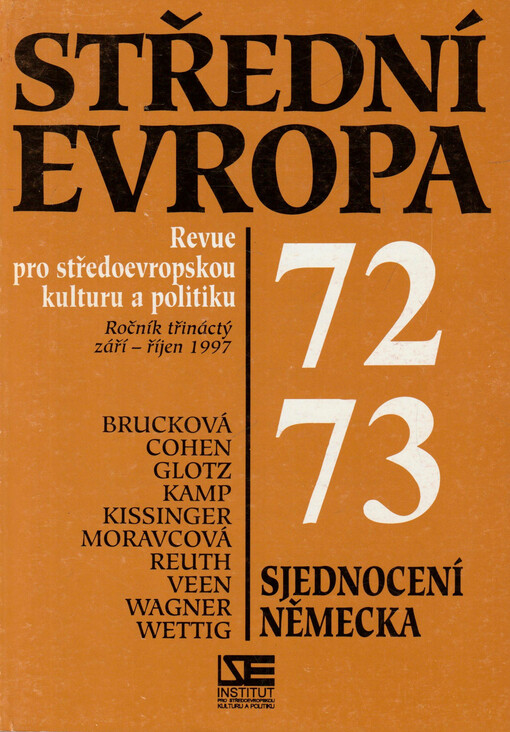 STŘEDNÍ
EVROPA
Revue
pro středoevropskou
kulturu a politiku
Ročník třináctý
září – říjen 1997
72
73
BRUCKOVÁ
COHEN
GLOTZ
KAMP
KISSINGER
MORAVCOVÁ
REUTH
VEEN
WAGNER
WETTIG
SJEDNOCENÍ
NĚMECKA
ISE
INSTITUT
PRO STŘEDOEVROPSKOU
KULTURU A POLITIKU